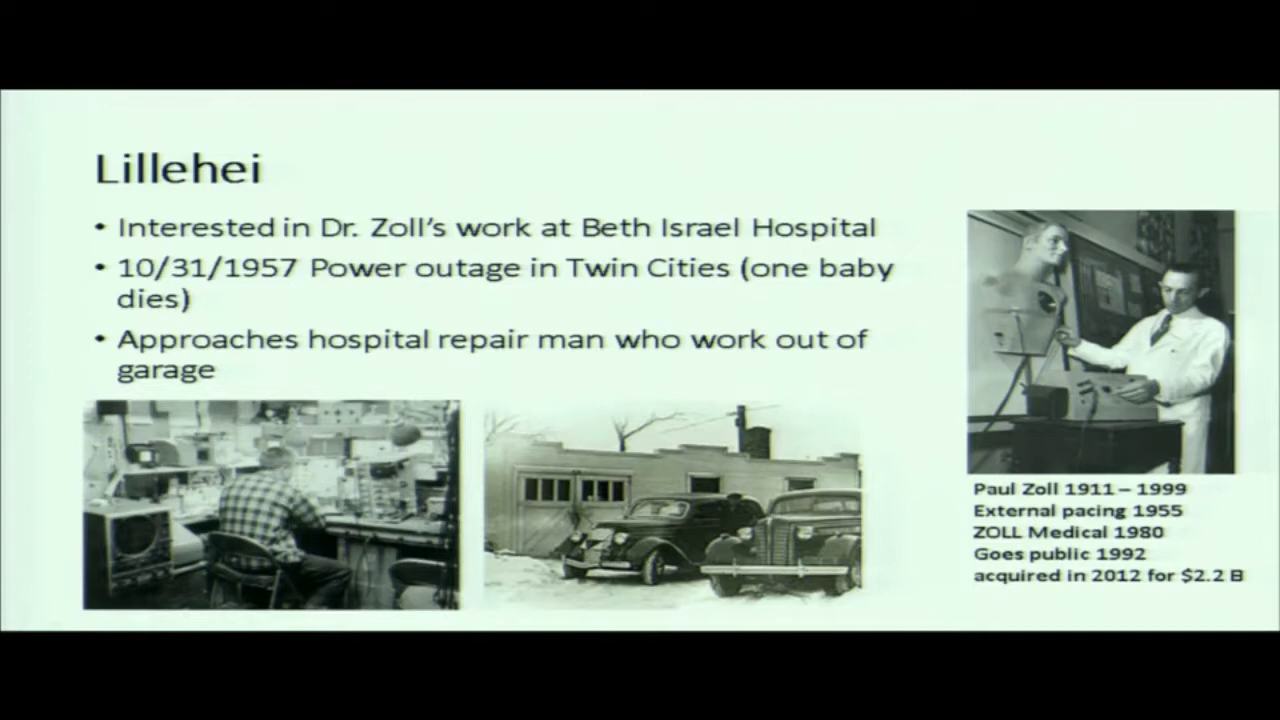 Lillehei
• Interested in Dr. Zoll's work at Beth Israel Hospital
• 10/31/1957 Power outage in Twin Cities (one baby
dies)
• Approaches hospital repair man who work out of
garage
Paul Zoll 1911 – 1999
External pacing 1955
ZOLL Medical 1980
Goes public 1992
acquired in 2012 for $2.2 B